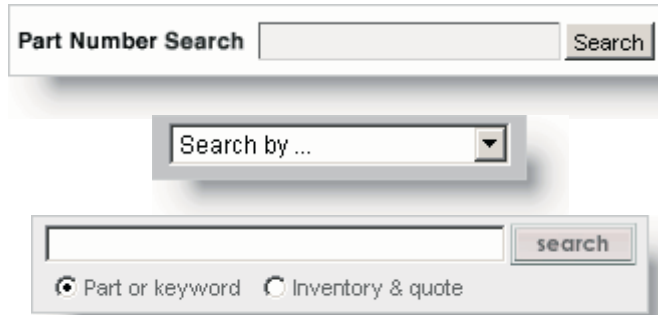 Part Number Search Search
Search by ...
search
Part or keyword Inventory & quote